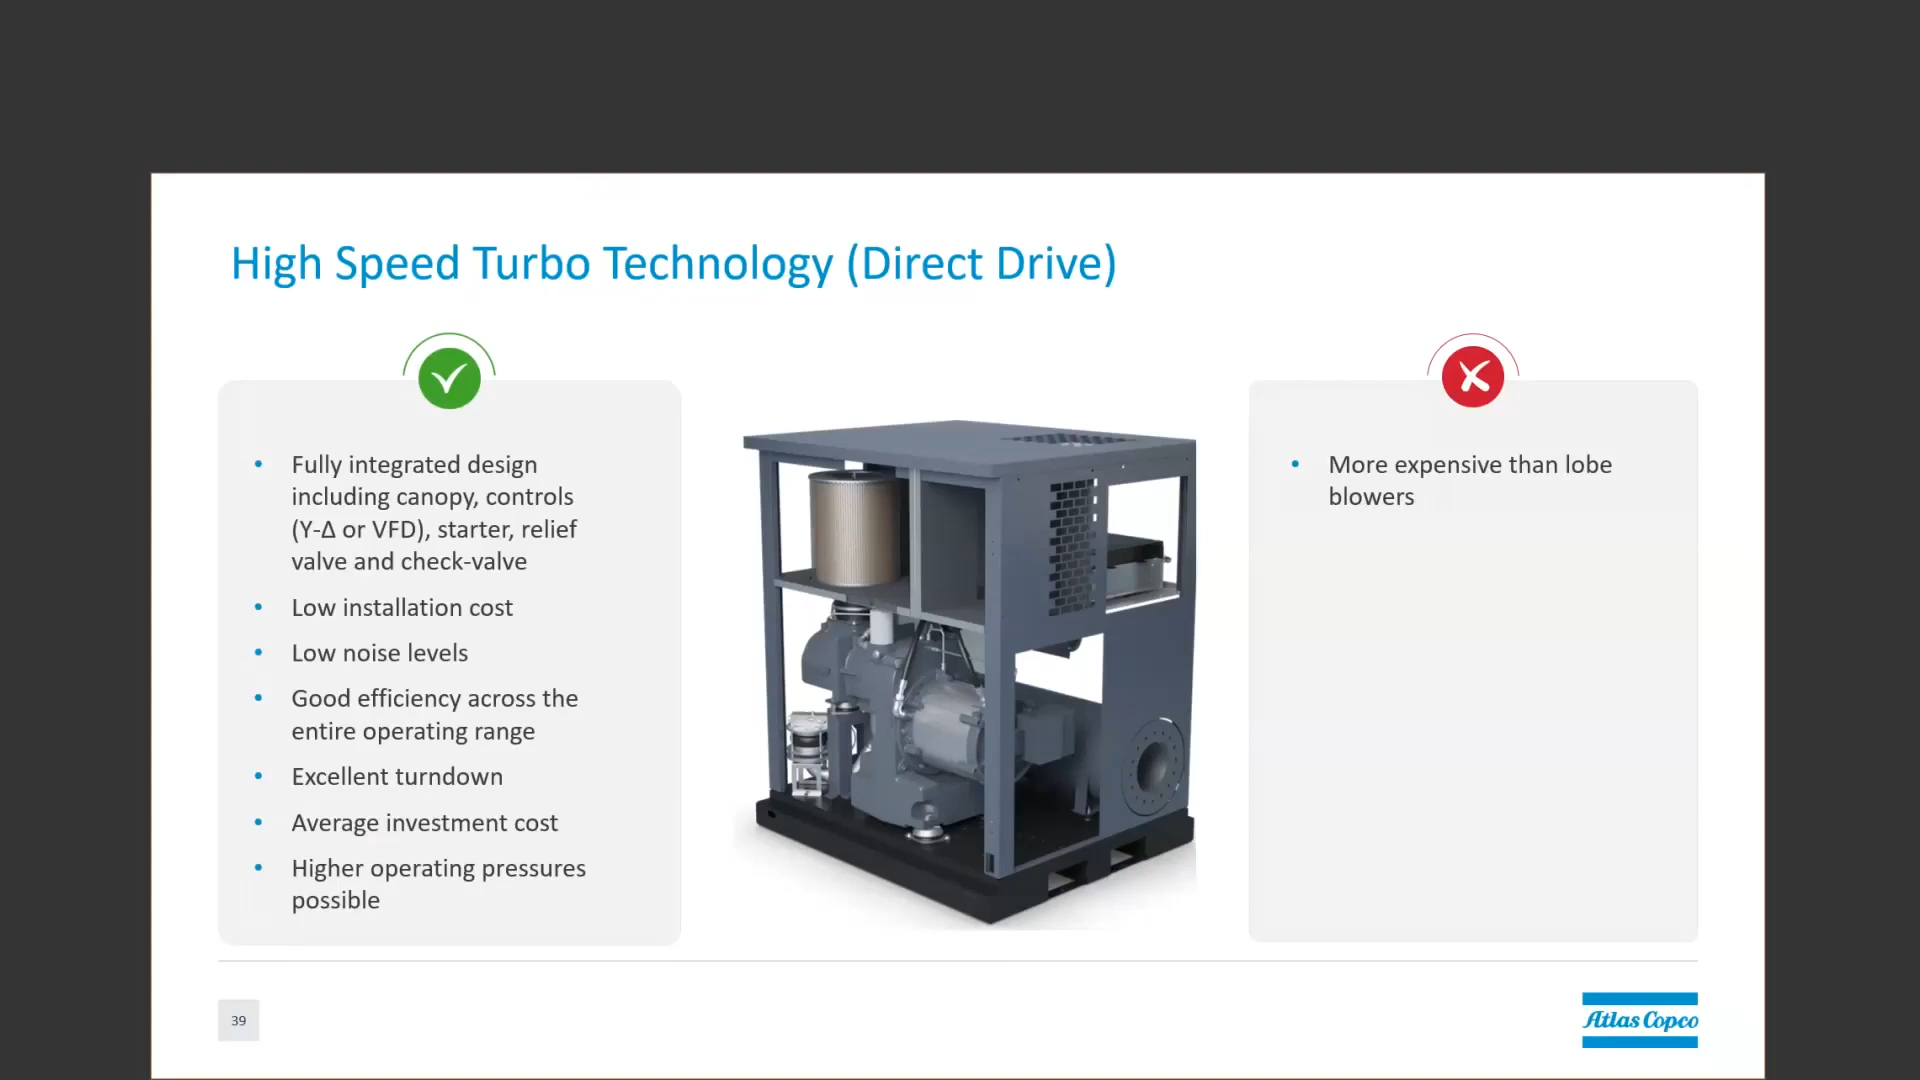 High Speed Turbo Technology (Direct Drive)
• Fully integrated design
including canopy, controls
(Y-Δ or VFD), starter, relief
valve and check-valve
• Low installation cost
• Low noise levels
• Good efficiency across the
entire operating range
• Excellent turndown
• Average investment cost
• Higher operating pressures
possible
• More expensive than lobe
blowers
39
Atlas Copco